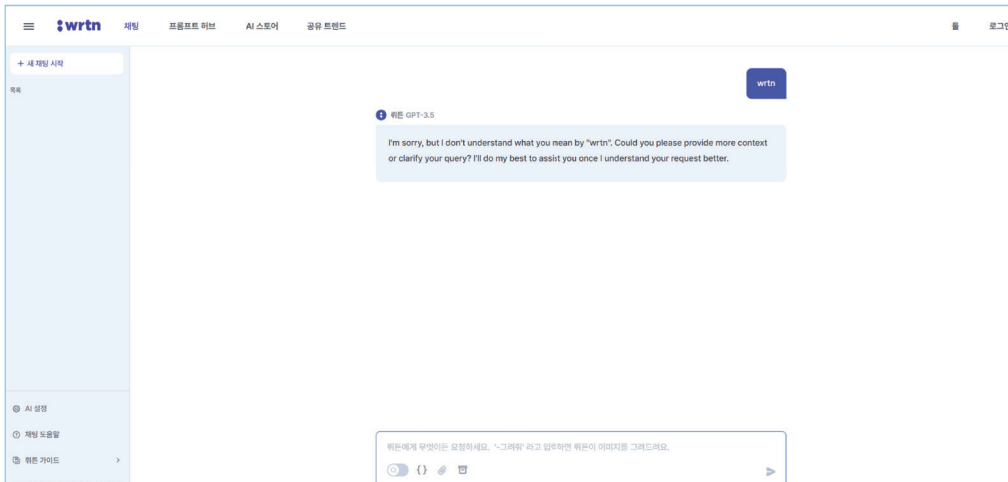 wrtn
채팅
프롬프트 허브
AI 스토어
공유 트렌드
툴
로그인
+ 새 채팅 시작
목록
wrtn
뤼튼 GPT-3.5
I'm sorry, but I don't understand what you nean by "wrtn". Could you please provide more context
or clarify your query? I'll do my best to assist you once I understand your request better.
AI 설정
채팅 도움말
뤼튼 가이드
뤼튼에게 무엇이든 요청하세요. '~그려줘' 라고 입력하면 뤼튼이 이미지를 그려드려요.
{ }